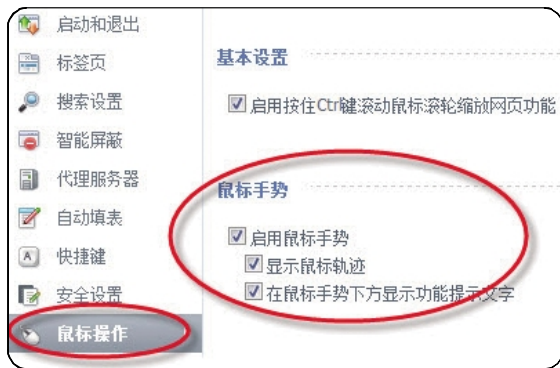 启动和退出
标签页
搜索设置
智能屏蔽
代理服务器
自动填表
快捷键
安全设置
鼠标操作
基本设置
启用按住Ctrl键滚动鼠标滚轮缩放网页功能
鼠标手势
启用鼠标手势
显示鼠标轨迹
在鼠标手势下方显示功能提示文字